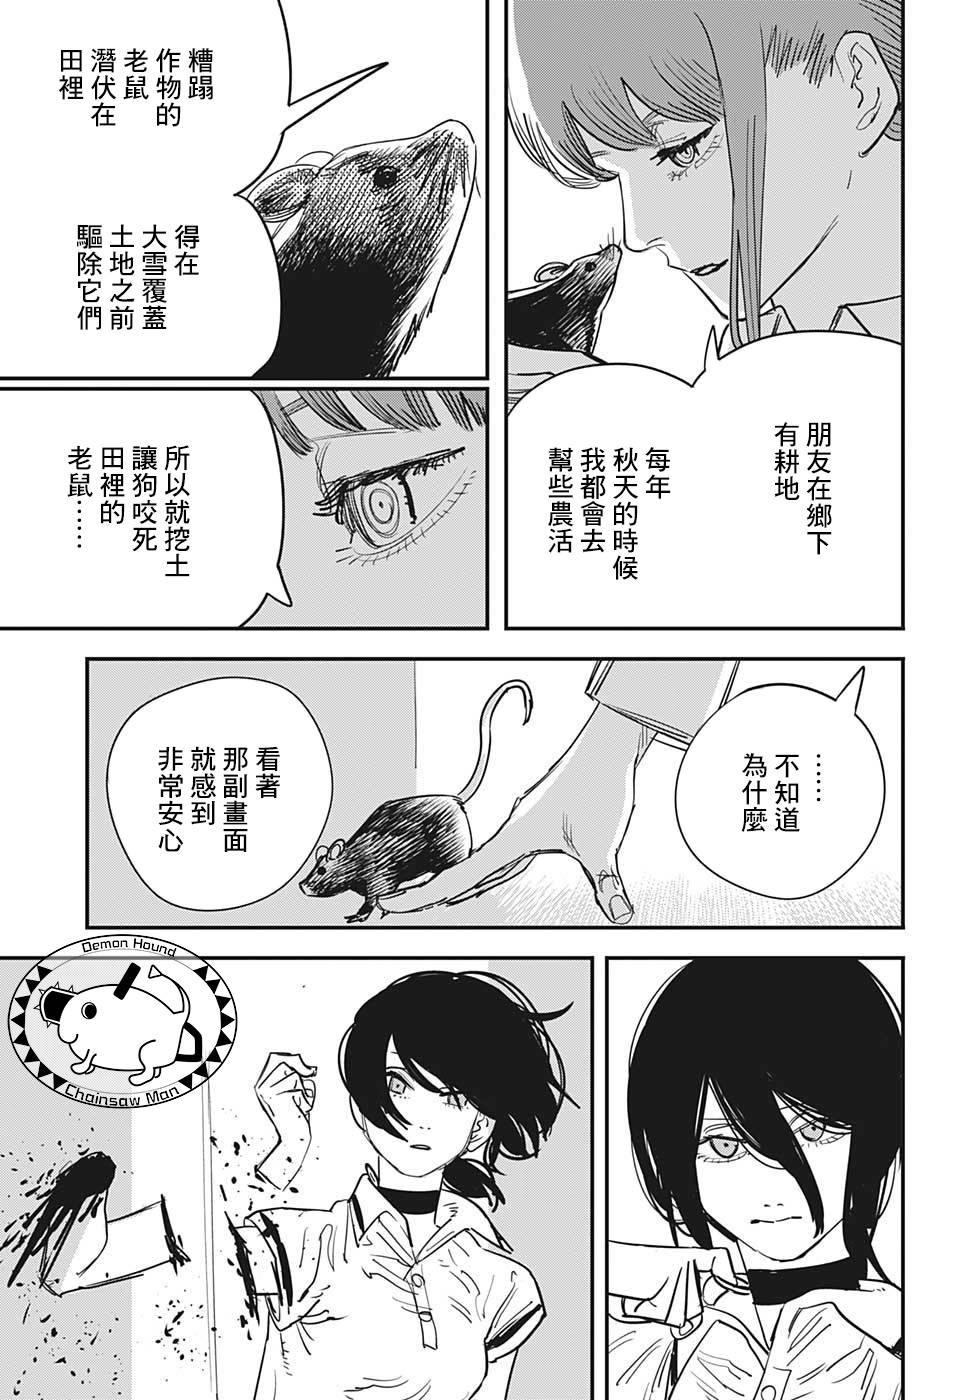 朋友在鄉下
有耕地
每年
秋天的時候
我都會去
幫些農活
糟蹋
作物的
老鼠
潛伏在
田裡
得在
大雪覆蓋
土地之前
驅除它們
所以就挖土
讓狗咬死
田裡的
老鼠⋯⋯
⋯⋯
不知道
為什麼
看著
那副畫面
就感到
非常安心
Demon Hound
Chainsaw Man